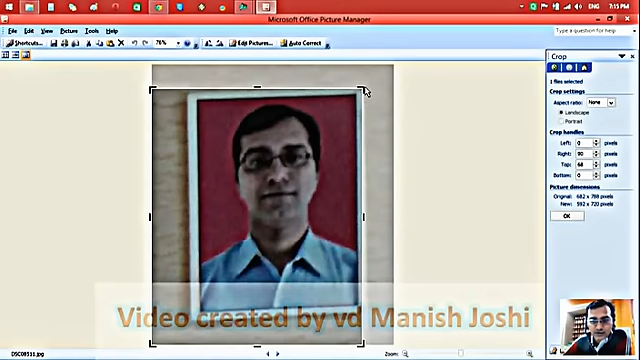 7:15 PM
ENG
Microsoft Office Picture Manager
File Edit View Picture Tools Help
Type a question for help
Shortcuts...
76%
Edit Pictures...
Auto Correct
Crop
1 files selected
Crop settings
Aspect ratio: None
Landscape
Portrait
Crop handles
Left: 0 pixels
Right: 90 pixels
Top: 68 pixels
Bottom: 0 pixels
Picture dimensions
Original: 682 x 788 pixels
New: 592 x 720 pixels
OK
Video created by vd Manish Joshi
DSC08511.jpg
Zoom: